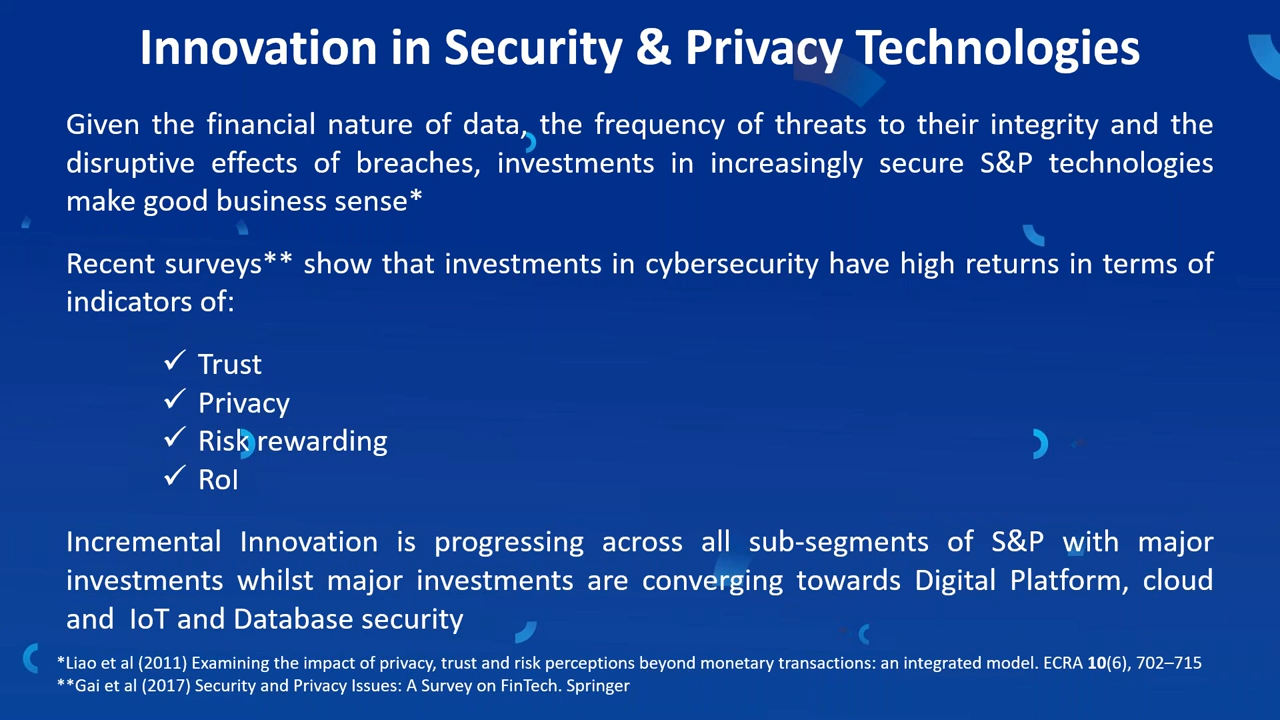 Innovation in Security & Privacy Technologies
Given the financial nature of data, the frequency of threats to their integrity and the
disruptive effects of breaches, investments in increasingly secure S&P technologies
make good business sense*
Recent surveys** show that investments in cybersecurity have high returns in terms of
indicators of:
✓ Trust
✓ Privacy
✓ Risk rewarding
✓ RoI
Incremental Innovation is progressing across all sub-segments of S&P with major
investments whilst major investments are converging towards Digital Platform, cloud
and IoT and Database security
*Liao et al (2011) Examining the impact of privacy, trust and risk perceptions beyond monetary transactions: an integrated model. ECRA 10(6), 702–715
**Gai et al (2017) Security and Privacy Issues: A Survey on FinTech. Springer